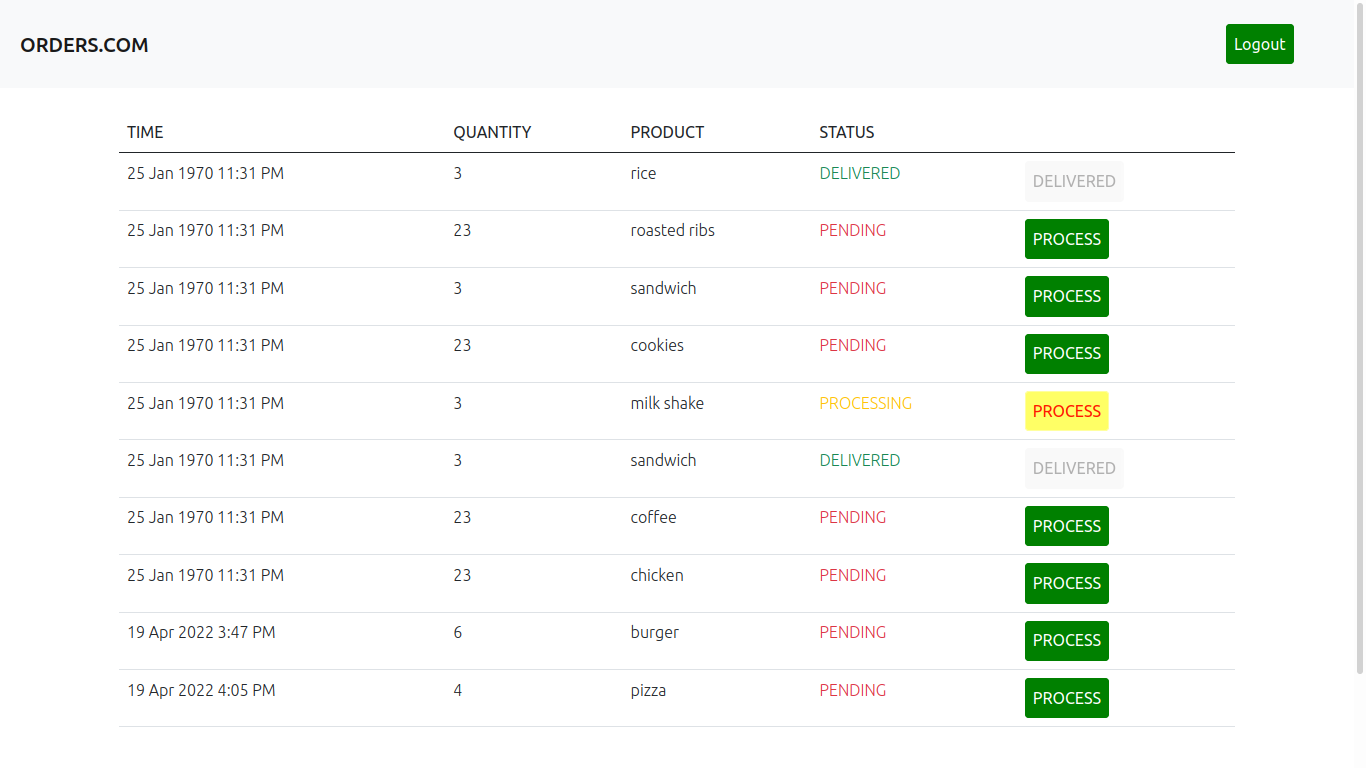 ORDERS.COM Logout
TIME QUANTITY PRODUCT STATUS
25 Jan 1970 11:31 PM 3 rice DELIVERED DELIVERED
25 Jan 1970 11:31 PM 23 roasted ribs PENDING PROCESS
25 Jan 1970 11:31 PM 3 sandwich PENDING PROCESS
25 Jan 1970 11:31 PM 23 cookies PENDING PROCESS
25 Jan 1970 11:31 PM 3 milk shake PROCESSING PROCESS
25 Jan 1970 11:31 PM 3 sandwich DELIVERED DELIVERED
25 Jan 1970 11:31 PM 23 coffee PENDING PROCESS
25 Jan 1970 11:31 PM 23 chicken PENDING PROCESS
19 Apr 2022 3:47 PM 6 burger PENDING PROCESS
19 Apr 2022 4:05 PM 4 pizza PENDING PROCESS